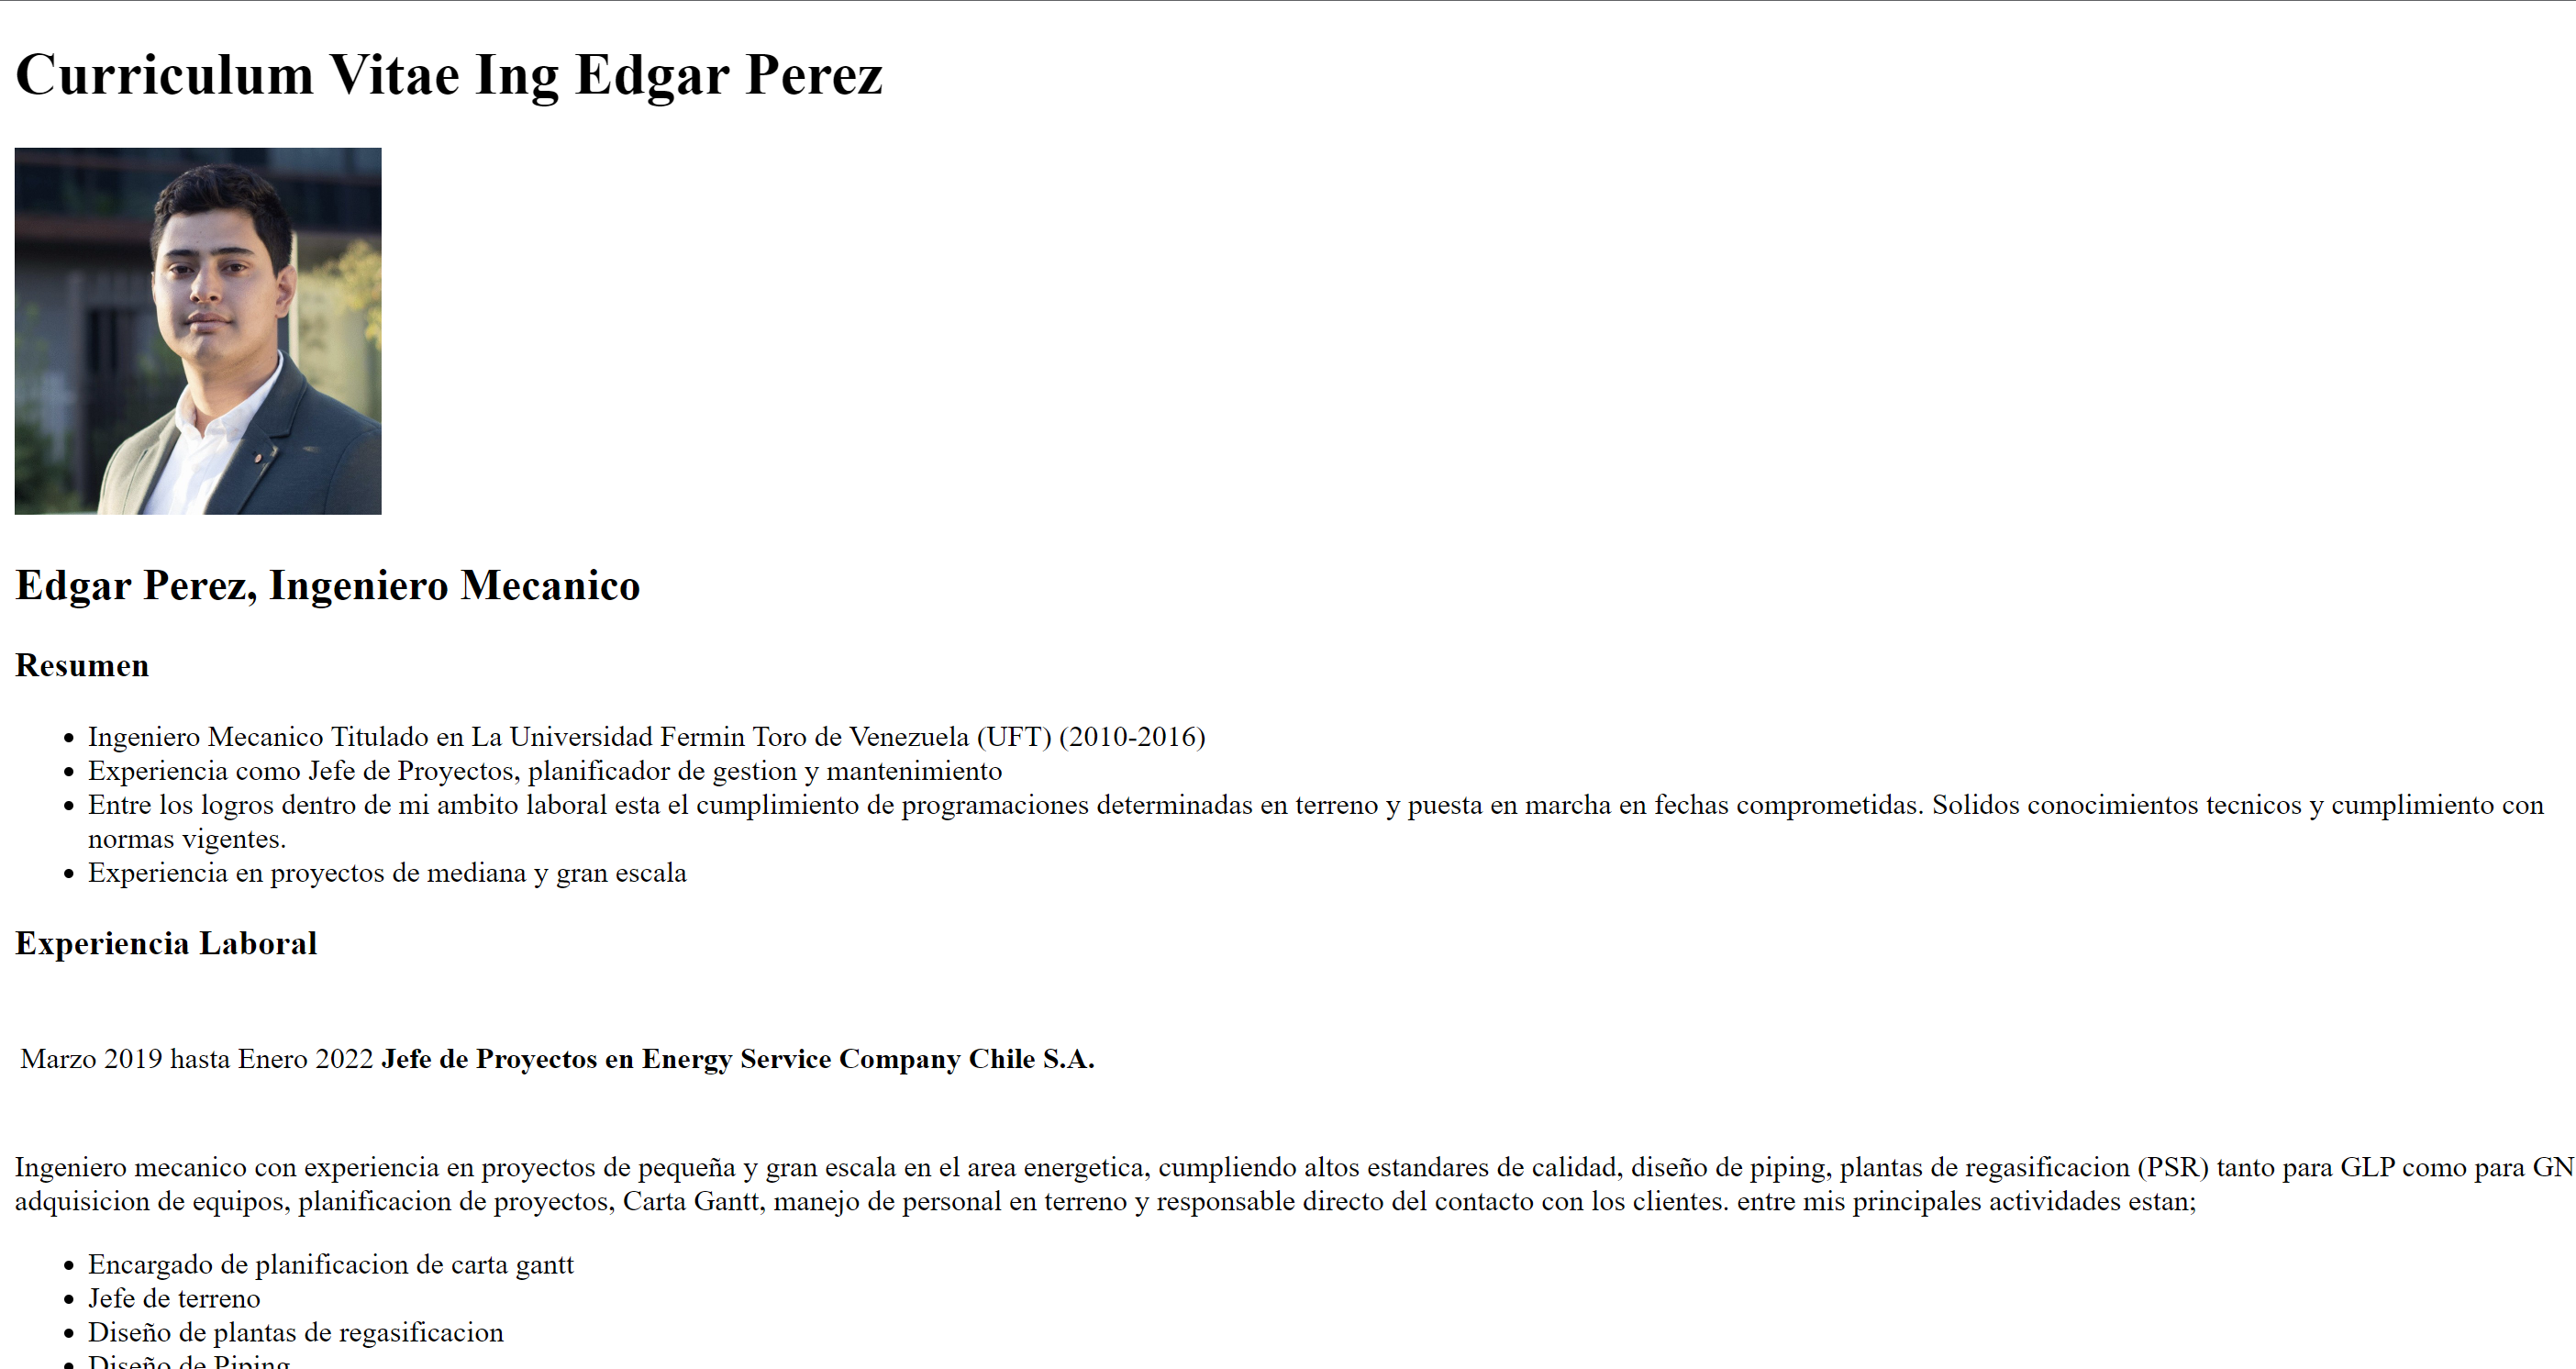 Curriculum Vitae Ing Edgar Perez
Edgar Perez, Ingeniero Mecanico
Resumen
Ingeniero Mecanico Titulado en La Universidad Fermin Toro de Venezuela (UFT) (2010-2016)
Experiencia como Jefe de Proyectos, planificador de gestion y mantenimiento
Entre los logros dentro de mi ambito laboral esta el cumplimiento de programaciones determinadas en terreno y puesta en marcha en fechas comprometidas. Solidos conocimientos tecnicos y cumplimiento con
normas vigentes.
Experiencia en proyectos de mediana y gran escala
Experiencia Laboral
Marzo 2019 hasta Enero 2022 Jefe de Proyectos en Energy Service Company Chile S.A.
Ingeniero mecanico con experiencia en proyectos de pequeña y gran escala en el area energetica, cumpliendo altos estandares de calidad, diseño de piping, plantas de regasificacion (PSR) tanto para GLP como para GN
adquisicion de equipos, planificacion de proyectos, Carta Gantt, manejo de personal en terreno y responsable directo del contacto con los clientes. entre mis principales actividades estan;
Encargado de planificacion de carta gantt
Jefe de terreno
Diseño de plantas de regasificacion
Diseño de Piping